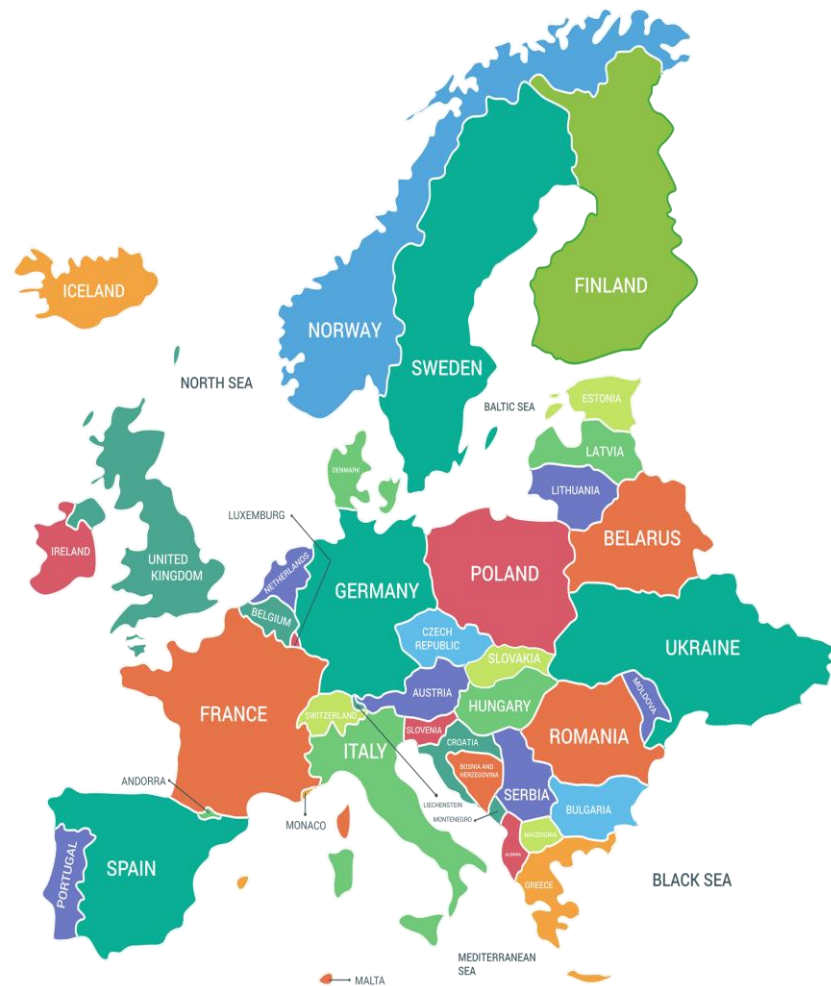 ICELAND
FINLAND
NORWAY
SWEDEN
NORTH SEA
BALTIC SEA
ESTONIA
LATVIA
DENMARK
LITHUANIA
LUXEMBURG
BELARUS
IRELAND
UNITED
KINGDOM
NETHERLANDS
GERMANY
POLAND
BELGIUM
CZECH
REPUBLIC
UKRAINE
SLOVAKIA
AUSTRIA
MOLDOVA
HUNGARY
FRANCE
SWITZERLAND
SLOVENIA
ROMANIA
ITALY
CROATIA
BOSNIA AND
HERZEGOVINA
ANDORRA
SERBIA
LIECHENSTEIN
BULGARIA
MONTENEGRO
MONACO
MACEDONIA
ALBANIA
SPAIN
PORTUGAL
BLACK SEA
GREECE
MEDITERRANEAN
SEA
MALTA